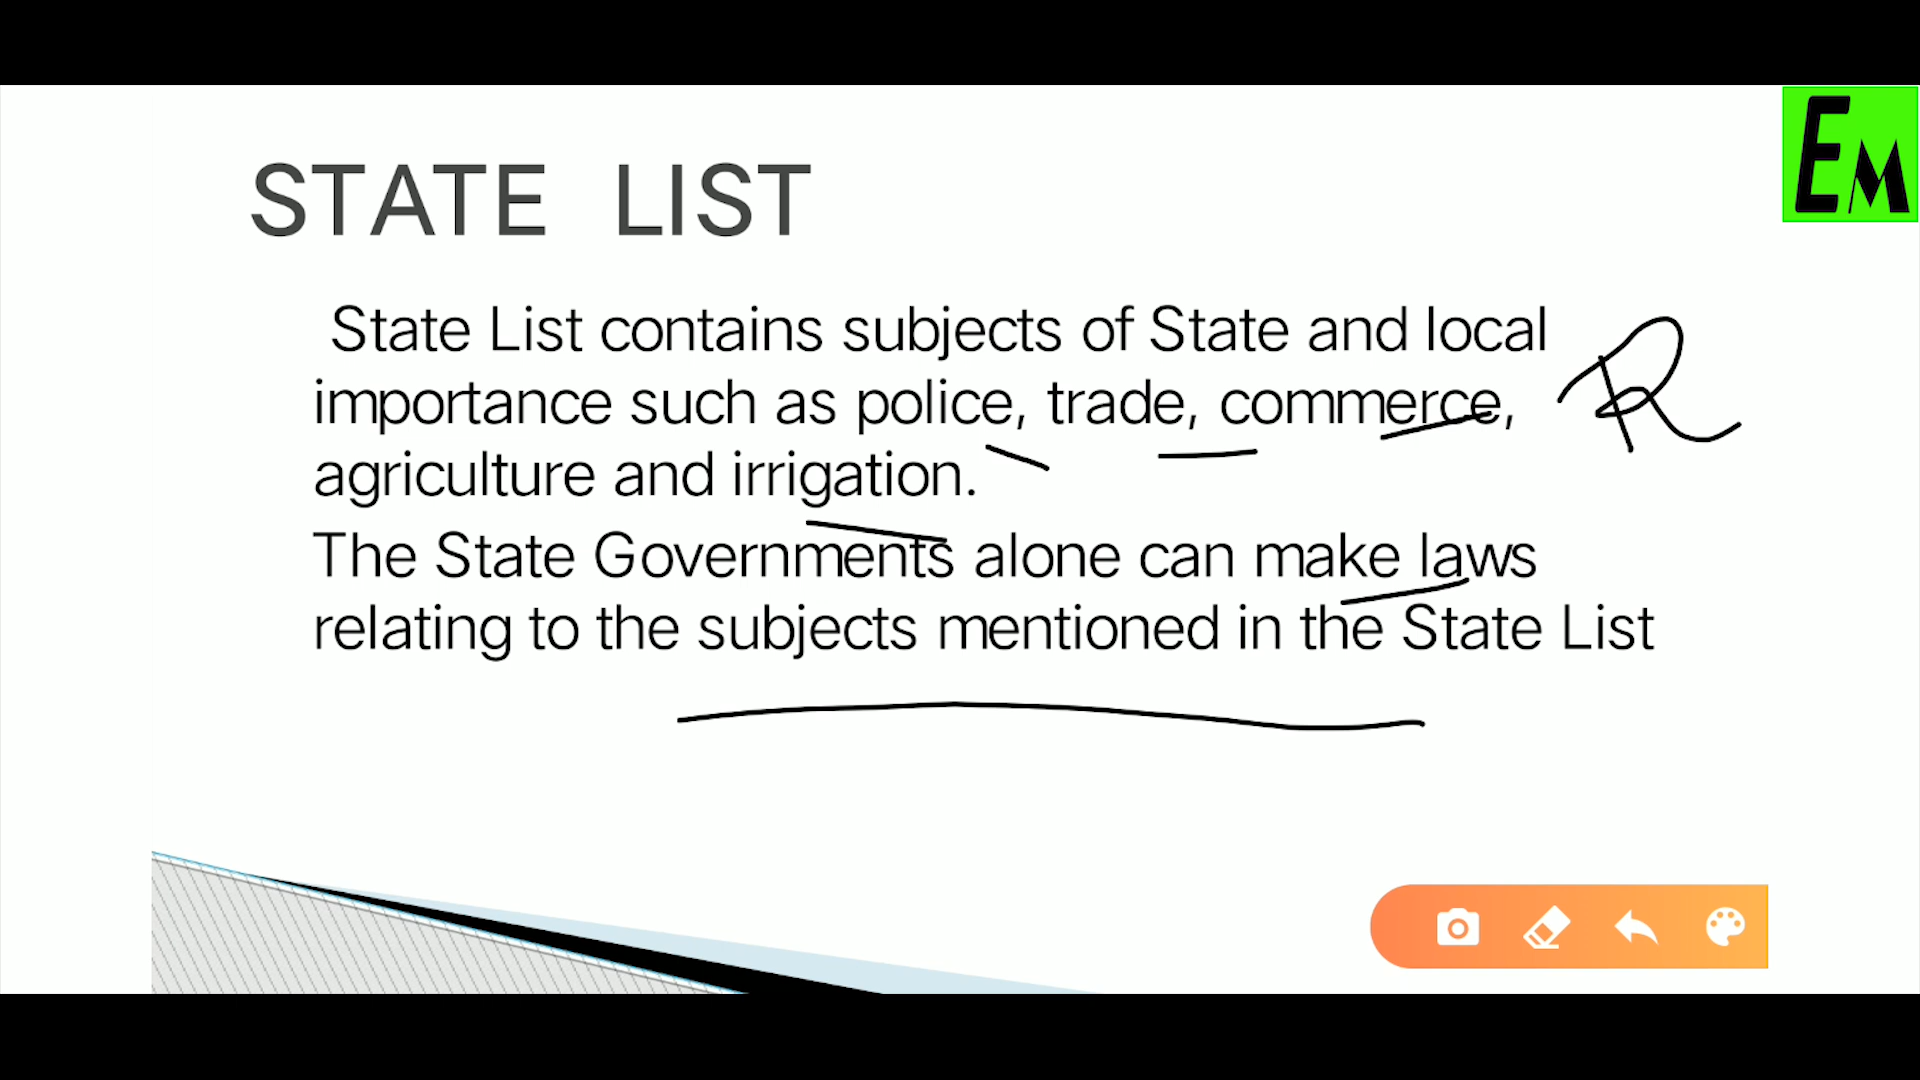 EM
STATE LIST
State List contains subjects of State and local
importance such as police, trade, commerce,
agriculture and irrigation.
The State Governments alone can make laws
relating to the subjects mentioned in the State List
R